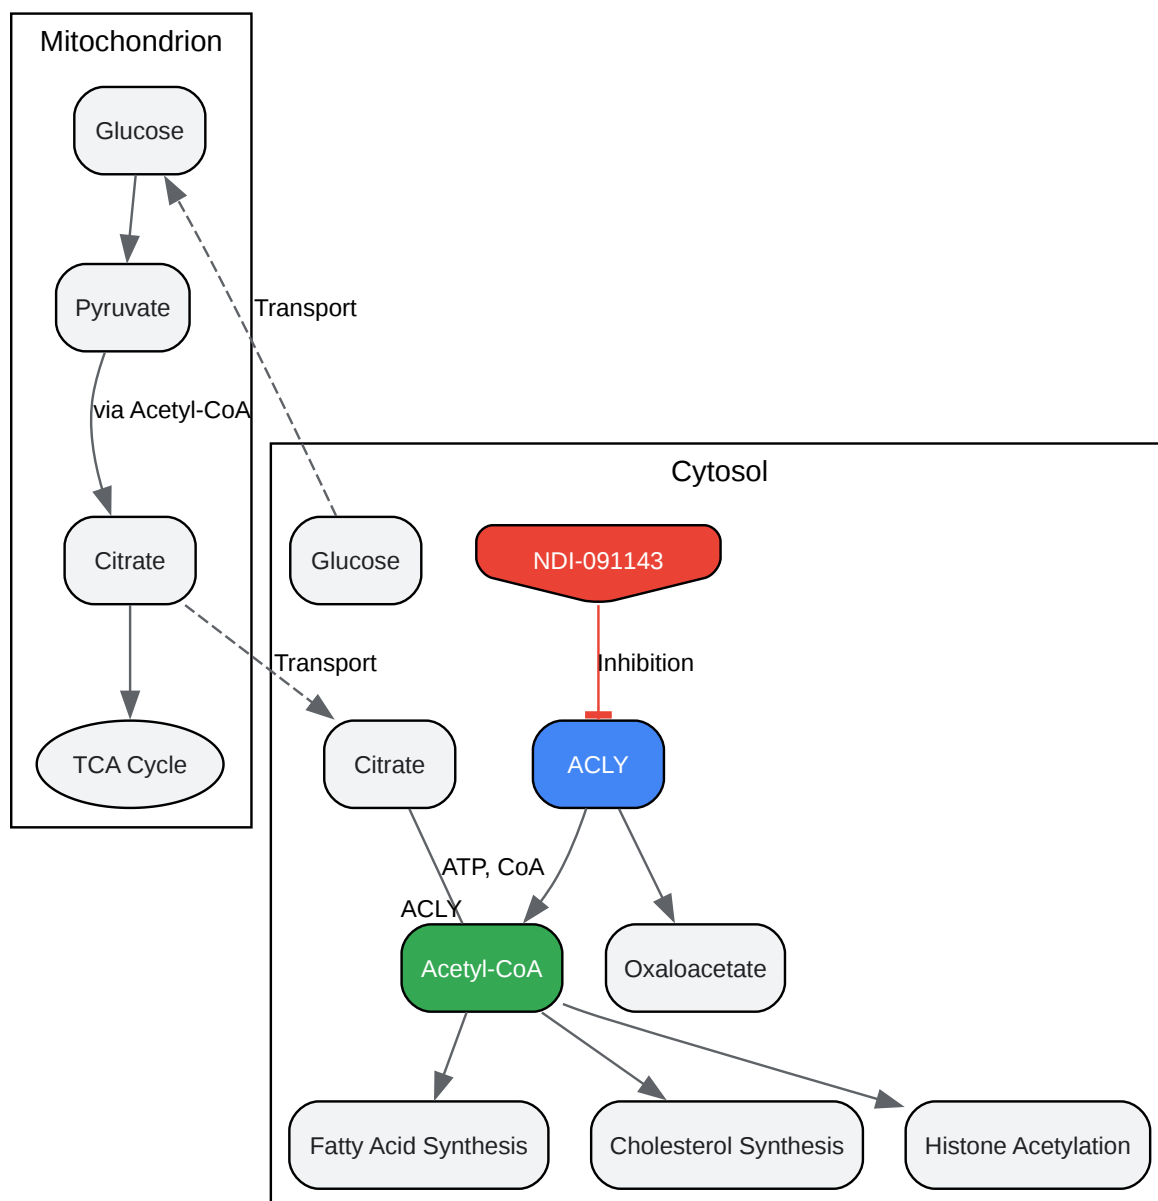 Mitochondrion
Glucose
Pyruvate
Transport
via Acetyl-CoA
Cytosol
Citrate
Glucose
NDI-091143
Transport
Inhibition
TCA Cycle
Citrate
ACLY
ATP, CoA
ACLY
Acetyl-CoA
Oxaloacetate
Fatty Acid Synthesis
Cholesterol Synthesis
Histone Acetylation